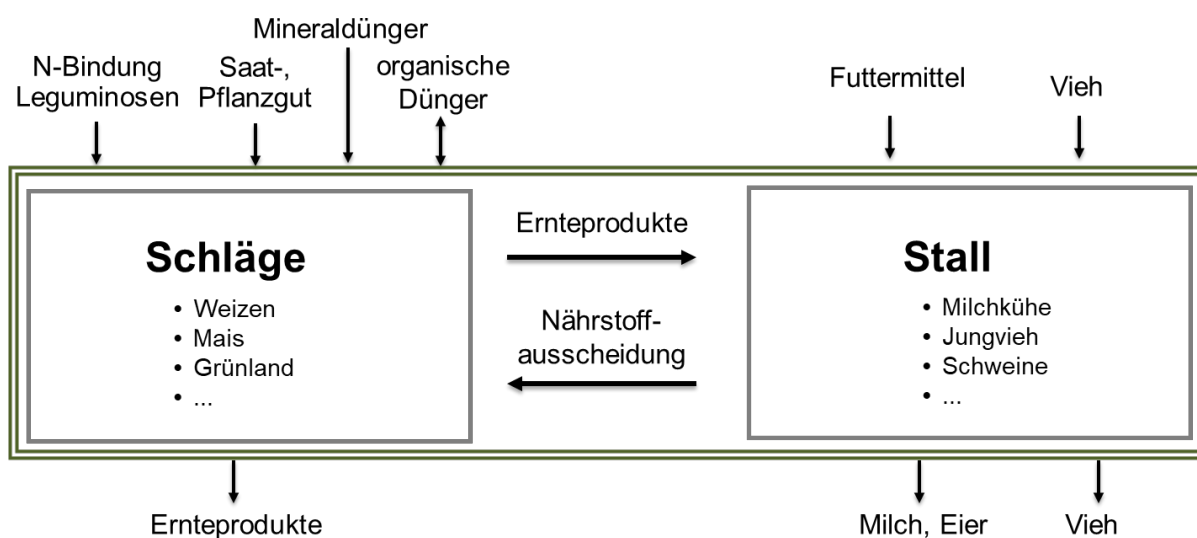 Mineraldünger
N-Bindung
Leguminosen
Saat-,
Pflanzgut
organische
Dünger
Futtermittel
Vieh
Schläge
• Weizen
• Mais
• Grünland
• ...
Ernteprodukte
Nährstoff-
ausscheidung
Stall
• Milchkühe
• Jungvieh
• Schweine
• ...
Ernteprodukte
Milch, Eier
Vieh